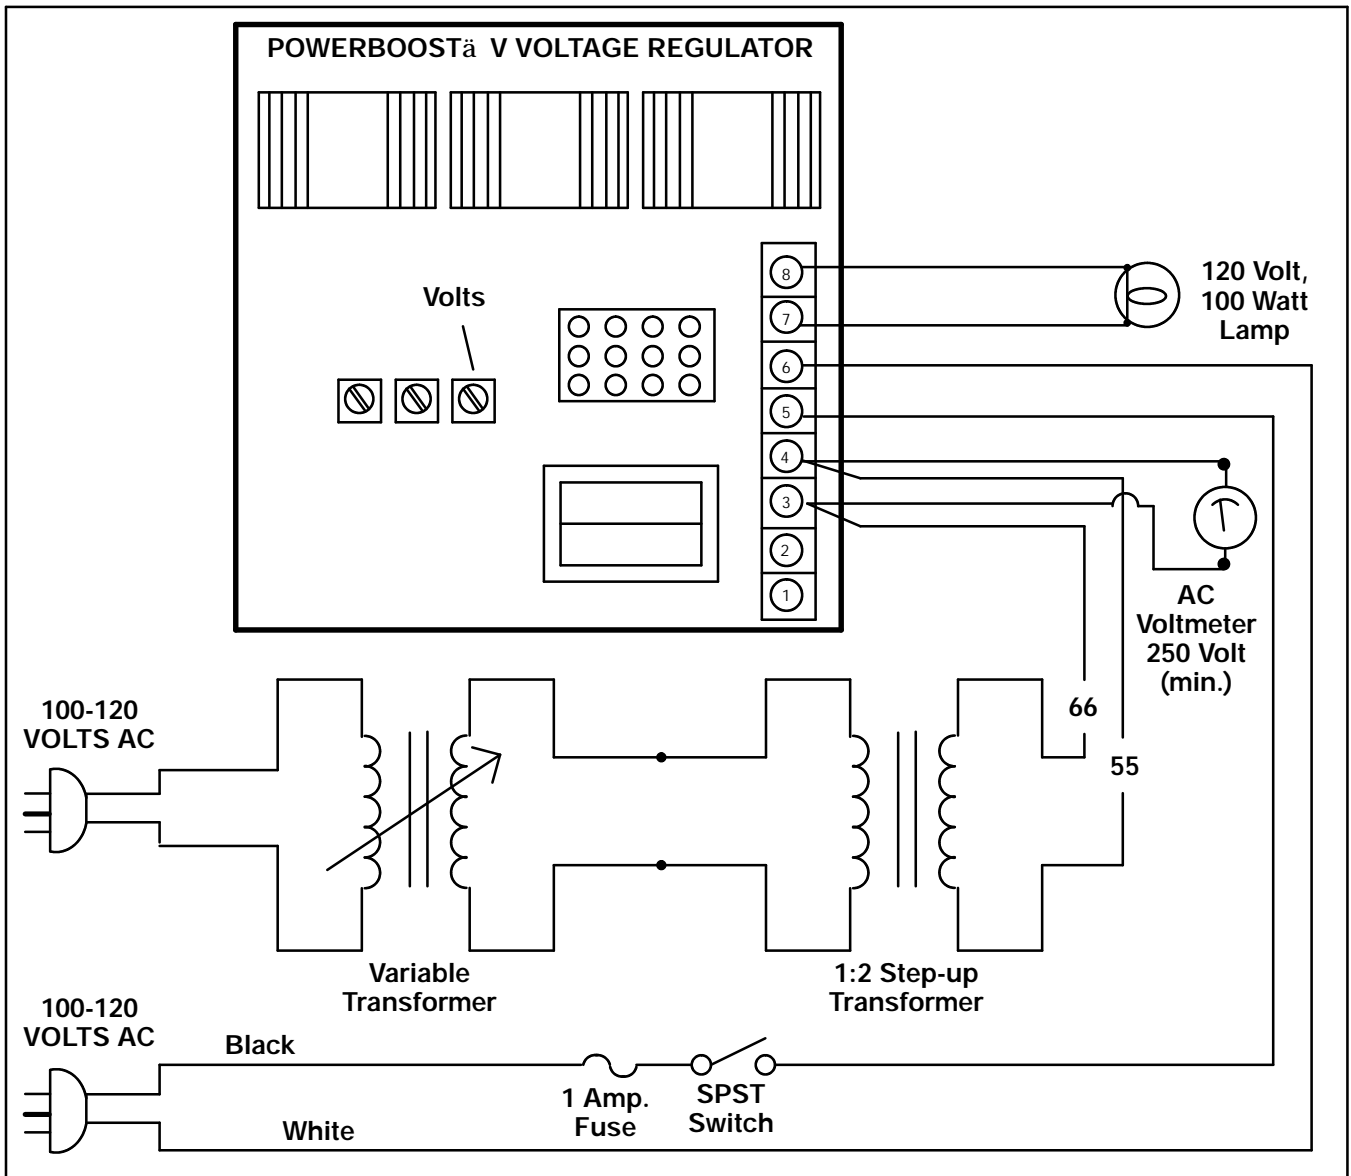 POWERBOOSTä V VOLTAGE REGULATOR
Volts
8
7
6
5
4
3
2
1
120 Volt,
100 Watt
Lamp
AC
Voltmeter
250 Volt
(min.)
66
55
100-120
VOLTS AC
Variable
Transformer
1:2 Step-up
Transformer
100-120
VOLTS AC
Black
White
1 Amp.
Fuse
SPST
Switch